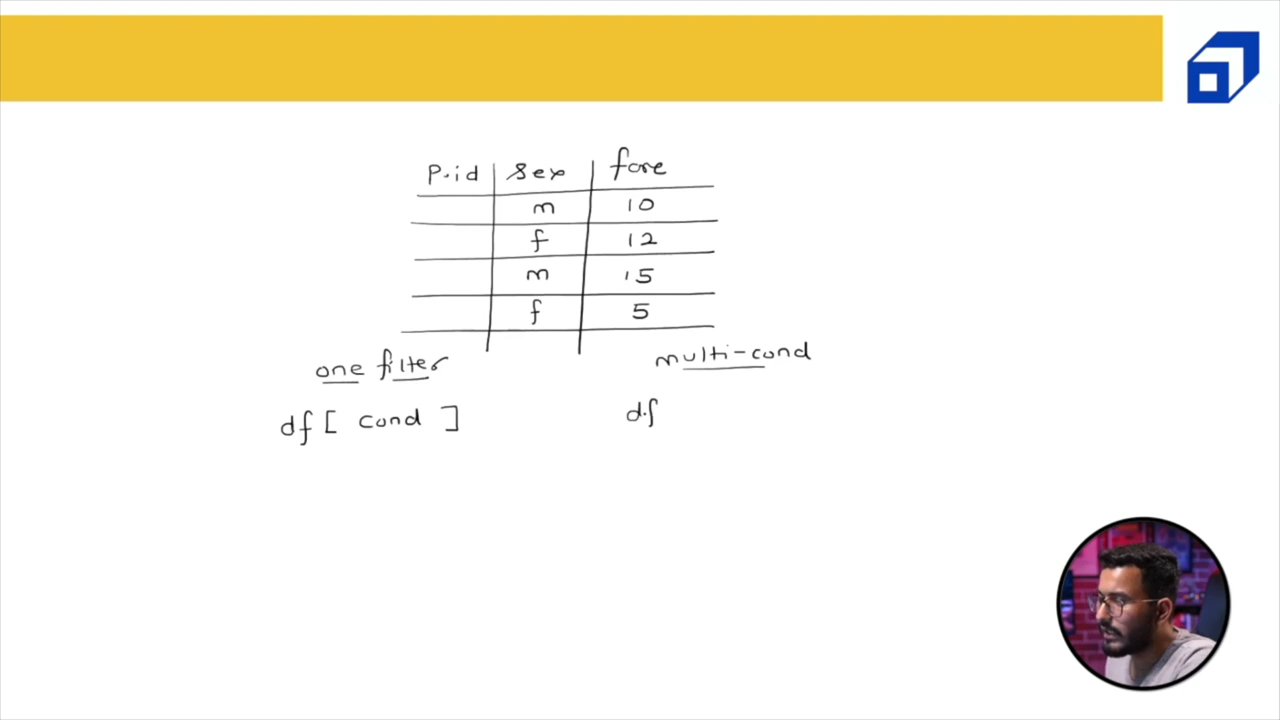 P.id sex fare
m 10
f 12
m 15
f 5
one filter multi-cond
df [ cond ] df